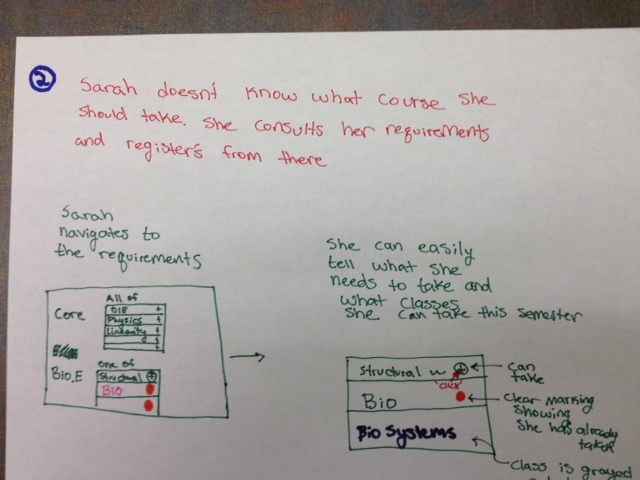 2
Sarah doesn't know what course she
should take. She consults her requirements
and register's from there
Sarah
navigates to
the requirements
Core
All of
OIE +
Physics +
Linearity +
Bio.E
one of
Structural +
BIO
She can easily
tell what she
needs to take and
what classes
she can take this semester
Structural +
"CLICK"
Bio
Bio Systems
can
take
Clear marking
showing
she has already
taken
Class is grayed